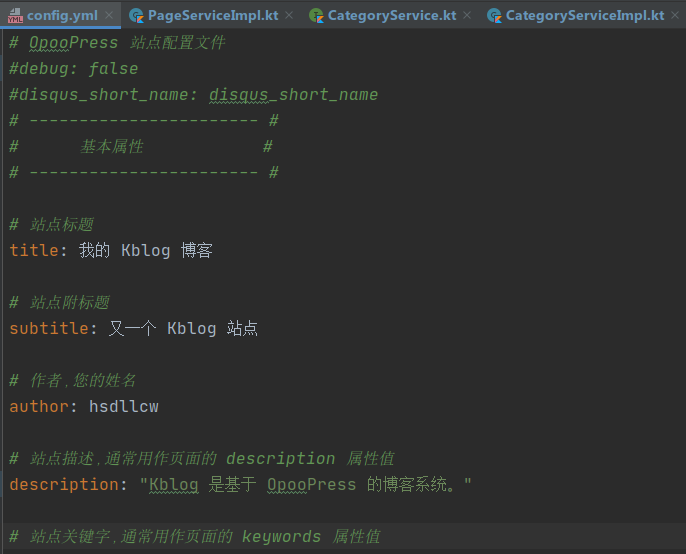 config.yml PageServiceImpl.kt CategoryService.kt CategoryServiceImpl.kt
# OpooPress 站点配置文件
#debug: false
#disqus_short_name: disqus_short_name
# ----------------------- #
#      基本属性            #
# ----------------------- #
# 站点标题
title: 我的 Kblog 博客
# 站点附标题
subtitle: 又一个 Kblog 站点
# 作者,您的姓名
author: hsdllcw
# 站点描述,通常用作页面的 description 属性值
description: "Kblog 是基于 OpooPress 的博客系统。"
# 站点关键字,通常用作页面的 keywords 属性值